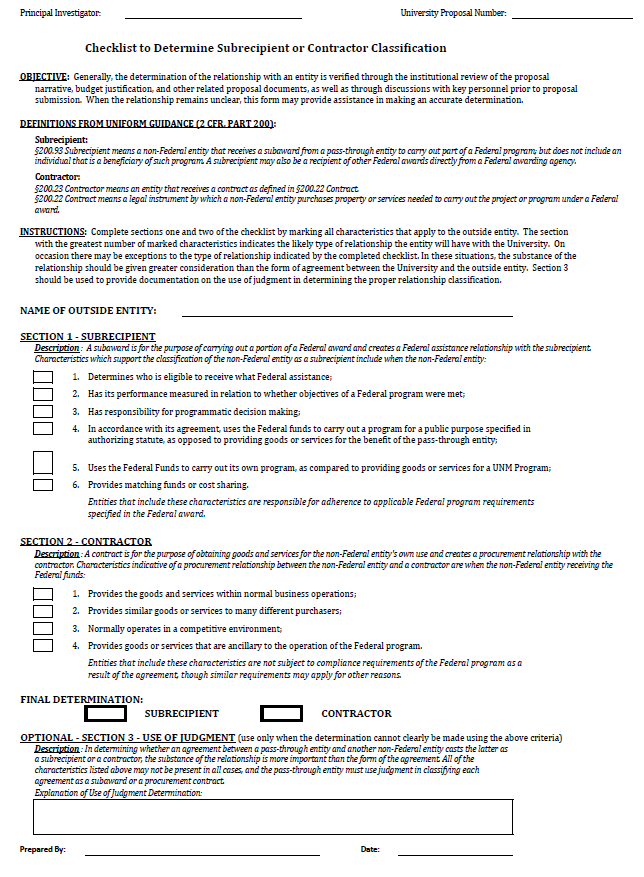 Principal Investigator: University Proposal Number:
Checklist to Determine Subrecipient or Contractor Classification
OBJECTIVE: Generally, the determination of the relationship with an entity is verified through the institutional review of the proposal
narrative, budget justification, and other related proposal documents, as well as through discussions with key personnel prior to proposal
submission. When the relationship remains unclear, this form may provide assistance in making an accurate determination.
DEFINITIONS FROM UNIFORM GUIDANCE (2 CFR. PART 200):
Subrecipient:
§200.93 Subrecipient means a non-Federal entity that receives a subaward from a pass-through entity to carry out part of a Federal program; but does not include an
individual that is a beneficiary of such program. A subrecipient may also be a recipient of other Federal awards directly from a Federal awarding agency.
Contractor:
§200.23 Contractor means an entity that receives a contract as defined in §200.22 Contract.
§200.22 Contract means a legal instrument by which a non-Federal entity purchases property or services needed to carry out the project or program under a Federal
award.
INSTRUCTIONS: Complete sections one and two of the checklist by marking all characteristics that apply to the outside entity. The section
with the greatest number of marked characteristics indicates the likely type of relationship the entity will have with the University. On
occasion there may be exceptions to the type of relationship indicated by the completed checklist. In these situations, the substance of the
relationship should be given greater consideration than the form of agreement between the University and the outside entity. Section 3
should be used to provide documentation on the use of judgment in determining the proper relationship classification.
NAME OF OUTSIDE ENTITY:
SECTION 1 - SUBRECIPIENT
Description: A subaward is for the purpose of carrying out a portion of a Federal award and creates a Federal assistance relationship with the subrecipient.
Characteristics which support the classification of the non-Federal entity as a subrecipient include when the non-Federal entity:
1. Determines who is eligible to receive what Federal assistance;
2. Has its performance measured in relation to whether objectives of a Federal program were met;
3. Has responsibility for programmatic decision making;
4. In accordance with its agreement, uses the Federal funds to carry out a program for a public purpose specified in
authorizing statute, as opposed to providing goods or services for the benefit of the pass-through entity;
5. Uses the Federal Funds to carry out its own program, as compared to providing goods or services for a UNM Program;
6. Provides matching funds or cost sharing.
Entities that include these characteristics are responsible for adherence to applicable Federal program requirements
specified in the Federal award.
SECTION 2 - CONTRACTOR
Description: A contract is for the purpose of obtaining goods and services for the non-Federal entity's own use and creates a procurement relationship with the
contractor. Characteristics indicative of a procurement relationship between the non-Federal entity and a contractor are when the non-Federal entity receiving the
Federal funds:
1. Provides the goods and services within normal business operations;
2. Provides similar goods or services to many different purchasers;
3. Normally operates in a competitive environment;
4. Provides goods or services that are ancillary to the operation of the Federal program.
Entities that include these characteristics are not subject to compliance requirements of the Federal program as a
result of the agreement, though similar requirements may apply for other reasons.
FINAL DETERMINATION:
SUBRECIPIENT CONTRACTOR
OPTIONAL - SECTION 3 - USE OF JUDGMENT (use only when the determination cannot clearly be made using the above criteria)
Description: In determining whether an agreement between a pass-through entity and another non-Federal entity casts the latter as
a subrecipient or a contractor, the substance of the relationship is more important than the form of the agreement. All of the
characteristics listed above may not be present in all cases, and the pass-through entity must use judgment in classifying each
agreement as a subaward or a procurement contract.
Explanation of Use of Judgment Determination:
Prepared By: Date: